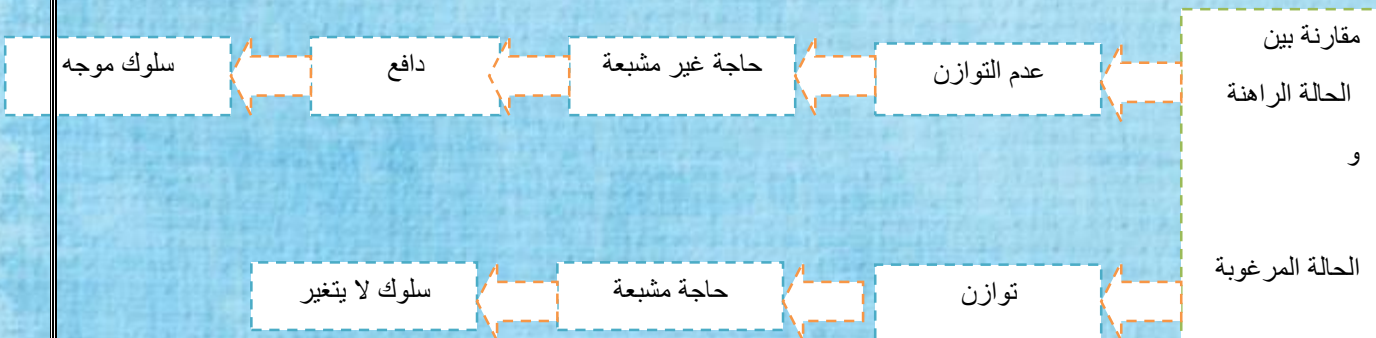 مقارنة بين
الحالة الراهنة
و
الحالة المرغوبة
عدم التوازن
حاجة غير مشبعة
دافع
سلوك موجه
توازن
حاجة مشبعة
سلوك لا يتغير